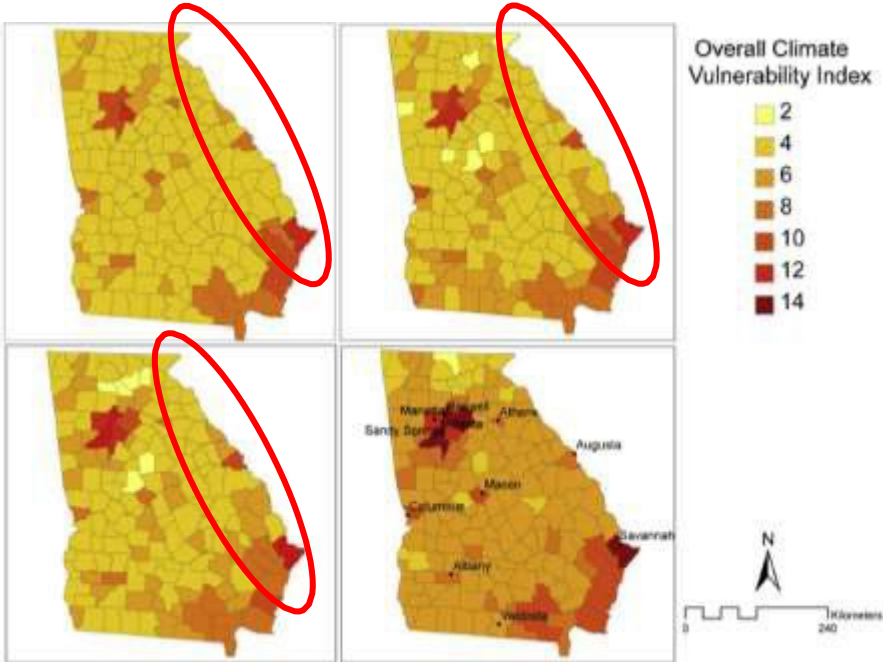 Overall Climate
Vulnerability Index
2
4
6
8
10
12
14
Athens
Sandy Springs
Augusta
Macon
Columbus
Savannah
Albany
Valdosta
N
Kilometers
0
240